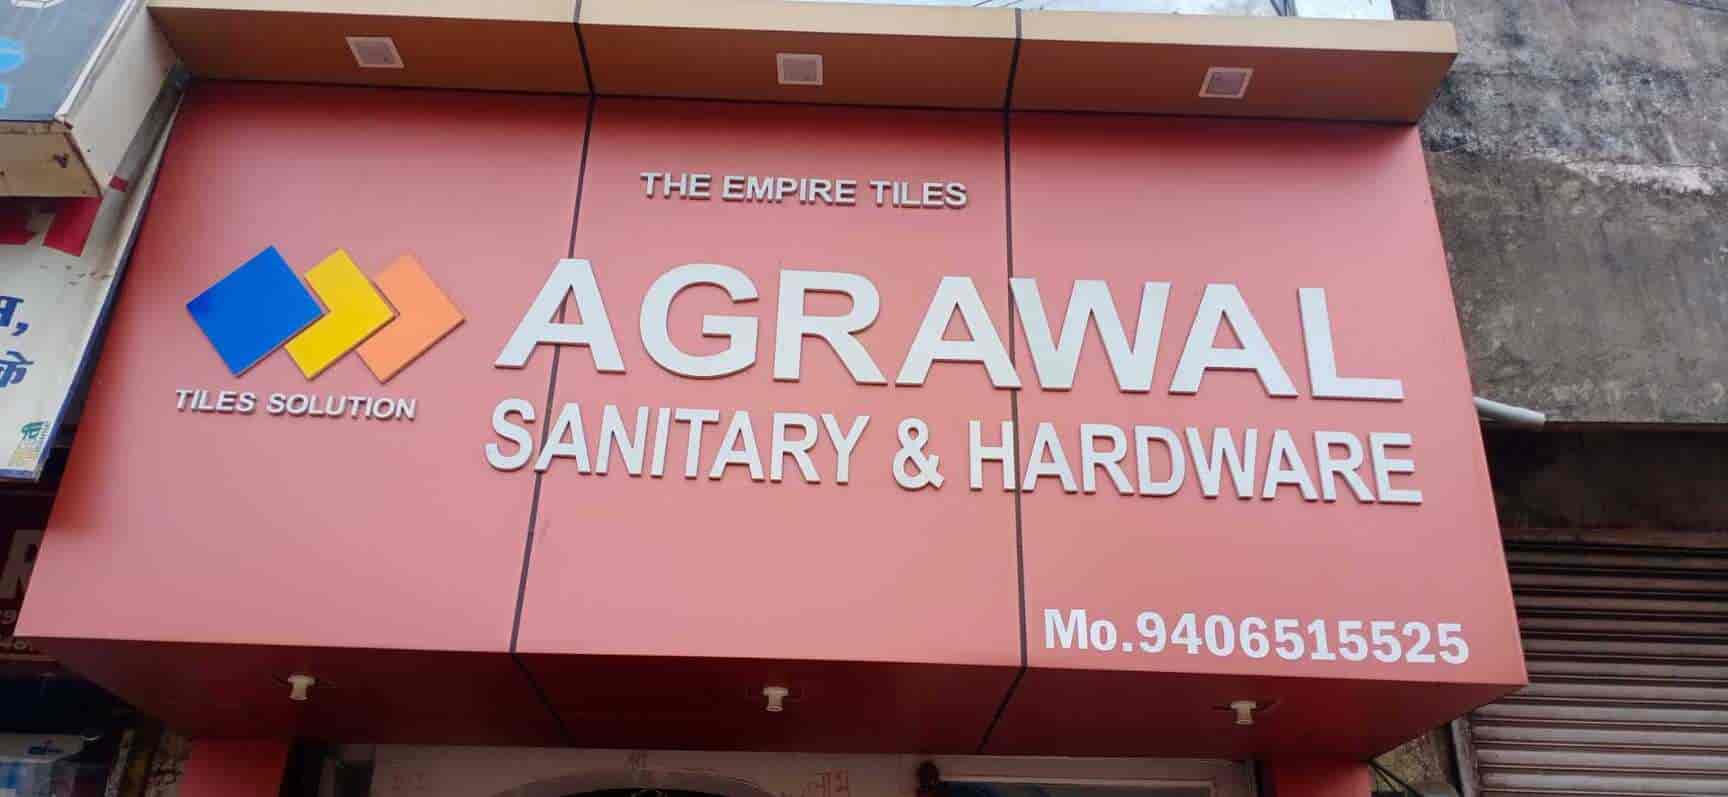 THE EMPIRE TILES
AGRAWAL
TILES SOLUTION
SANITARY & HARDWARE
Mo.9406515525
के